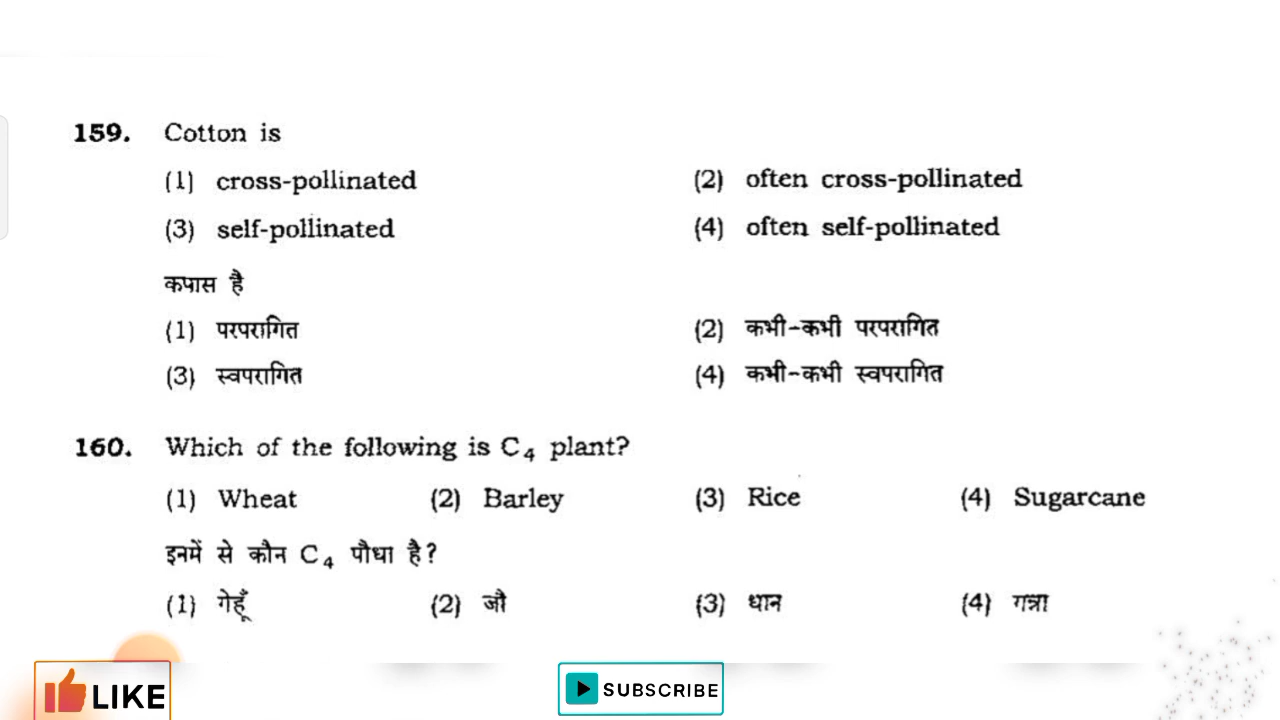 159. Cotton is
(1) cross-pollinated (2) often cross-pollinated
(3) self-pollinated (4) often self-pollinated
कपास है
(1) परपरागित (2) कभी-कभी परपरागित
(3) स्वपरागित (4) कभी-कभी स्वपरागित
160. Which of the following is C₄ plant?
(1) Wheat (2) Barley (3) Rice (4) Sugarcane
इनमें से कौन C₄ पौधा है?
(1) गेहूँ (2) जौ (3) धान (4) गन्ना
LIKE SUBSCRIBE